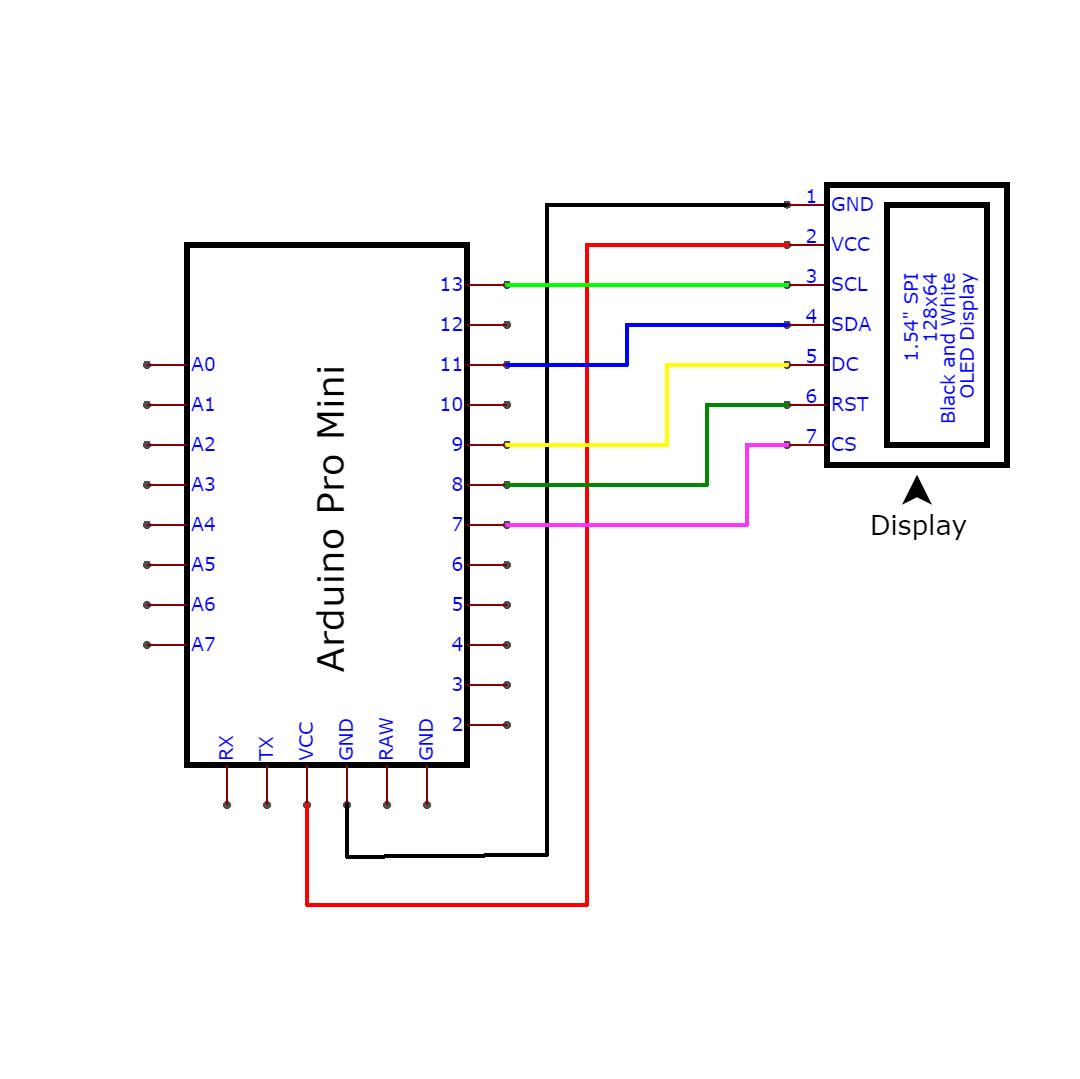 1
GND
2
VCC
3
SCL
4
SDA
5
DC
6
RST
7
CS
1.54" SPI
128x64
Black and White
OLED Display
Display
13
12
11
10
9
8
7
6
5
4
3
2
A0
A1
A2
A3
A4
A5
A6
A7
Arduino Pro Mini
RX
TX
VCC
GND
RAW
GND